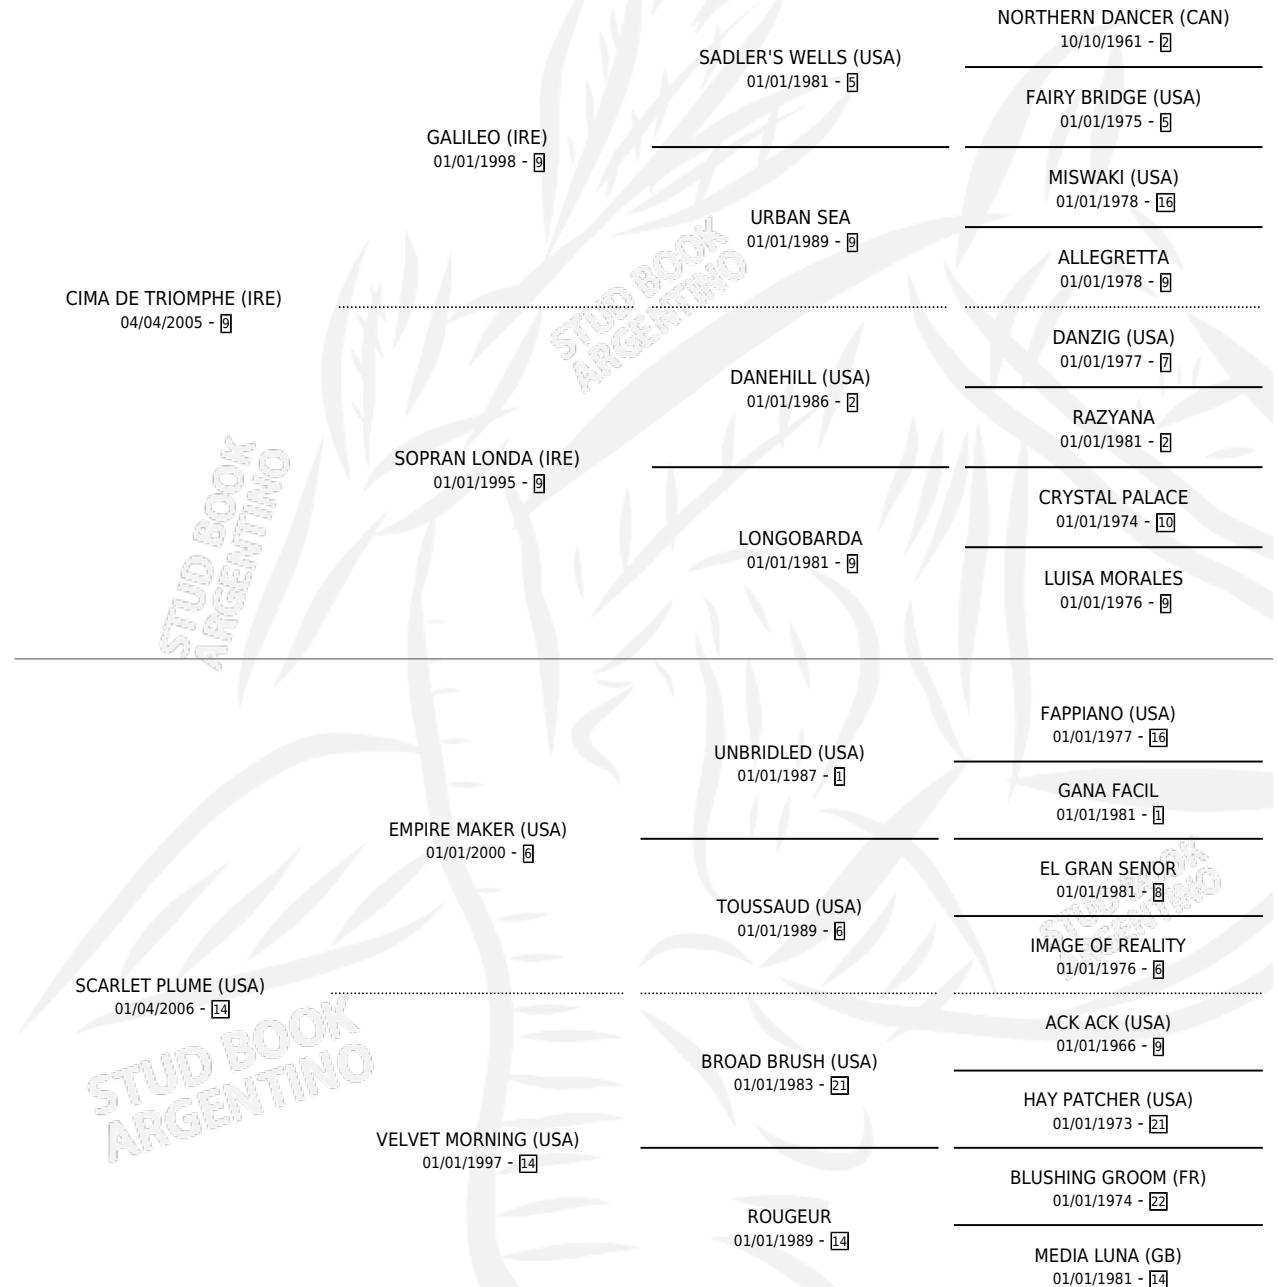 NORTHERN DANCER (CAN)
10/10/1961 - 2
SADLER'S WELLS (USA)
01/01/1981 - 5
FAIRY BRIDGE (USA)
01/01/1975 - 5
GALILEO (IRE)
01/01/1998 - 9
MISWAKI (USA)
01/01/1978 - 16
URBAN SEA
01/01/1989 - 9
ALLEGRETTA
01/01/1978 - 9
CIMA DE TRIOMPHE (IRE)
04/04/2005 - 9
STUD BOOK
ARGENTINO
DANZIG (USA)
01/01/1977 - 7
DANEHILL (USA)
01/01/1986 - 2
RAZYANA
01/01/1981 - 2
SOPRAN LONDA (IRE)
01/01/1995 - 9
CRYSTAL PALACE
01/01/1974 - 10
LONGOBARDA
01/01/1981 - 9
LUISA MORALES
01/01/1976 - 9
STUD BOOK
ARGENTINO
FAPPIANO (USA)
01/01/1977 - 16
UNBRIDLED (USA)
01/01/1987 - 1
GANA FACIL
01/01/1981 - 1
EMPIRE MAKER (USA)
01/01/2000 - 6
EL GRAN SENOR
01/01/1981 - 8
TOUSSAUD (USA)
01/01/1989 - 6
STUD BOOK
ARGENTINO
IMAGE OF REALITY
01/01/1976 - 6
SCARLET PLUME (USA)
01/04/2006 - 14
STUD BOOK
ARGENTINO
ACK ACK (USA)
01/01/1966 - 9
BROAD BRUSH (USA)
01/01/1983 - 21
HAY PATCHER (USA)
01/01/1973 - 21
VELVET MORNING (USA)
01/01/1997 - 14
BLUSHING GROOM (FR)
01/01/1974 - 22
ROUGEUR
01/01/1989 - 14
MEDIA LUNA (GB)
01/01/1981 - 14